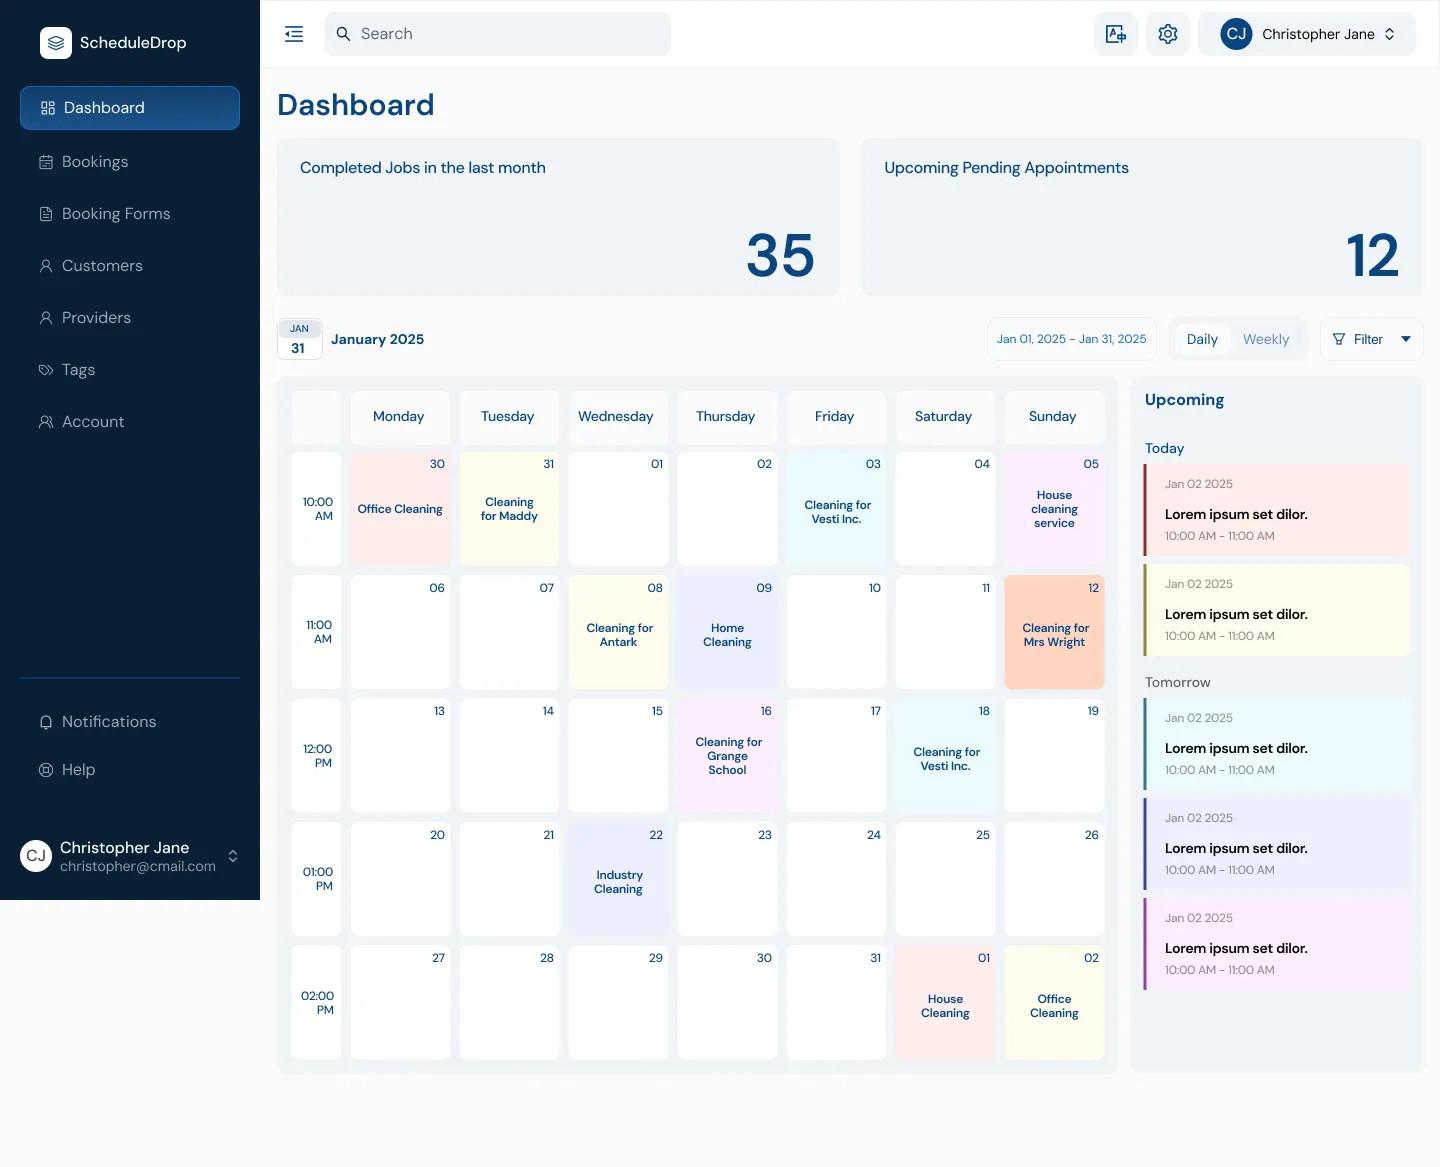 ScheduleDrop
Dashboard
Bookings
Booking Forms
Customers
Providers
Tags
Account
Notifications
Help
CJ
Christopher Jane
christopher@cmail.com
Search
CJ
Christopher Jane
Dashboard
Completed Jobs in the last month
35
Upcoming Pending Appointments
12
JAN
31
January 2025
Jan 01, 2025 - Jan 31, 2025
Daily
Weekly
Filter
Monday
Tuesday
Wednesday
Thursday
Friday
Saturday
Sunday
10:00
AM
30
Office Cleaning
31
Cleaning
for Maddy
01
02
03
Cleaning for
Vesti Inc.
04
05
House
cleaning
service
11:00
AM
06
07
08
Cleaning for
Antark
09
Home
Cleaning
10
11
12
Cleaning for
Mrs Wright
12:00
PM
13
14
15
16
Cleaning for
Grange
School
17
18
Cleaning for
Vesti Inc.
19
01:00
PM
20
21
22
Industry
Cleaning
23
24
25
26
02:00
PM
27
28
29
30
31
01
House
Cleaning
02
Office
Cleaning
Upcoming
Today
Jan 02 2025
Lorem ipsum set dilor.
10:00 AM - 11:00 AM
Jan 02 2025
Lorem ipsum set dilor.
10:00 AM - 11:00 AM
Tomorrow
Jan 02 2025
Lorem ipsum set dilor.
10:00 AM - 11:00 AM
Jan 02 2025
Lorem ipsum set dilor.
10:00 AM - 11:00 AM
Jan 02 2025
Lorem ipsum set dilor.
10:00 AM - 11:00 AM